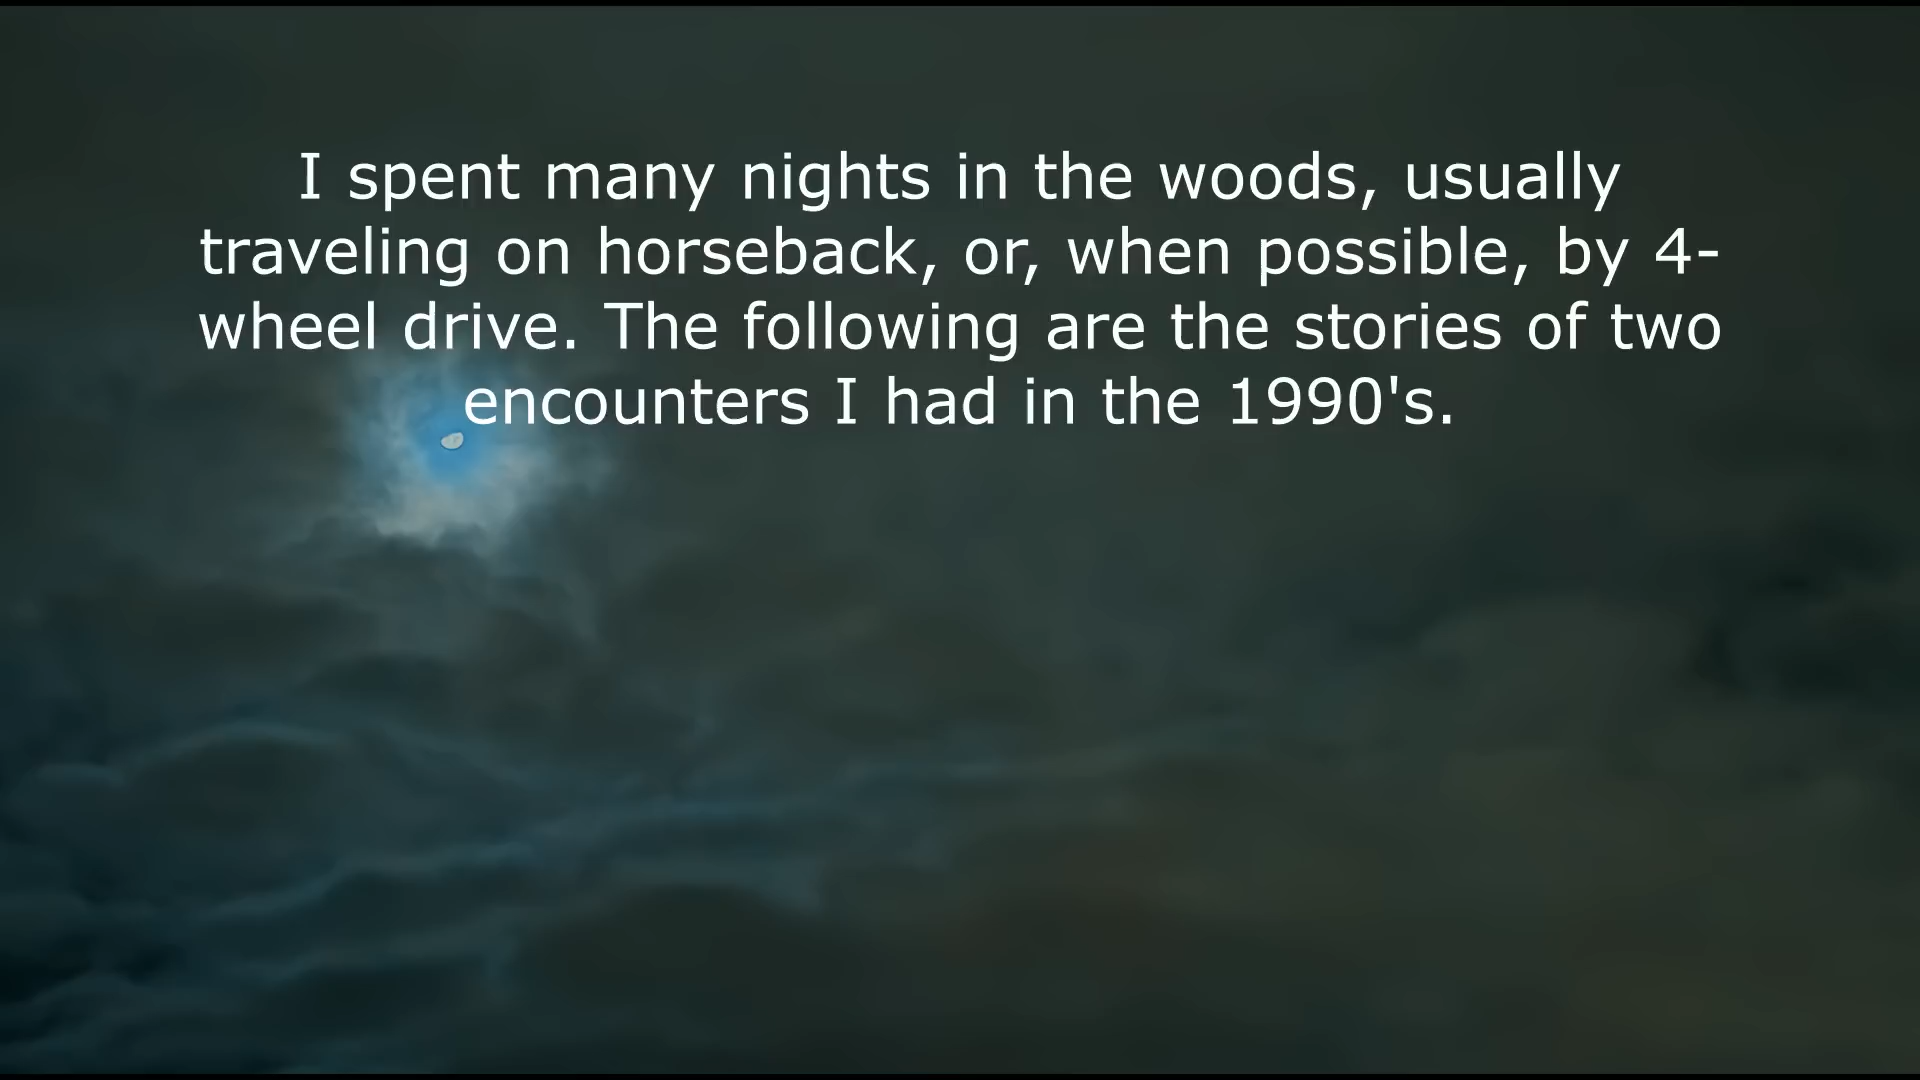 I spent many nights in the woods, usually
traveling on horseback, or, when possible, by 4-
wheel drive. The following are the stories of two
encounters I had in the 1990's.